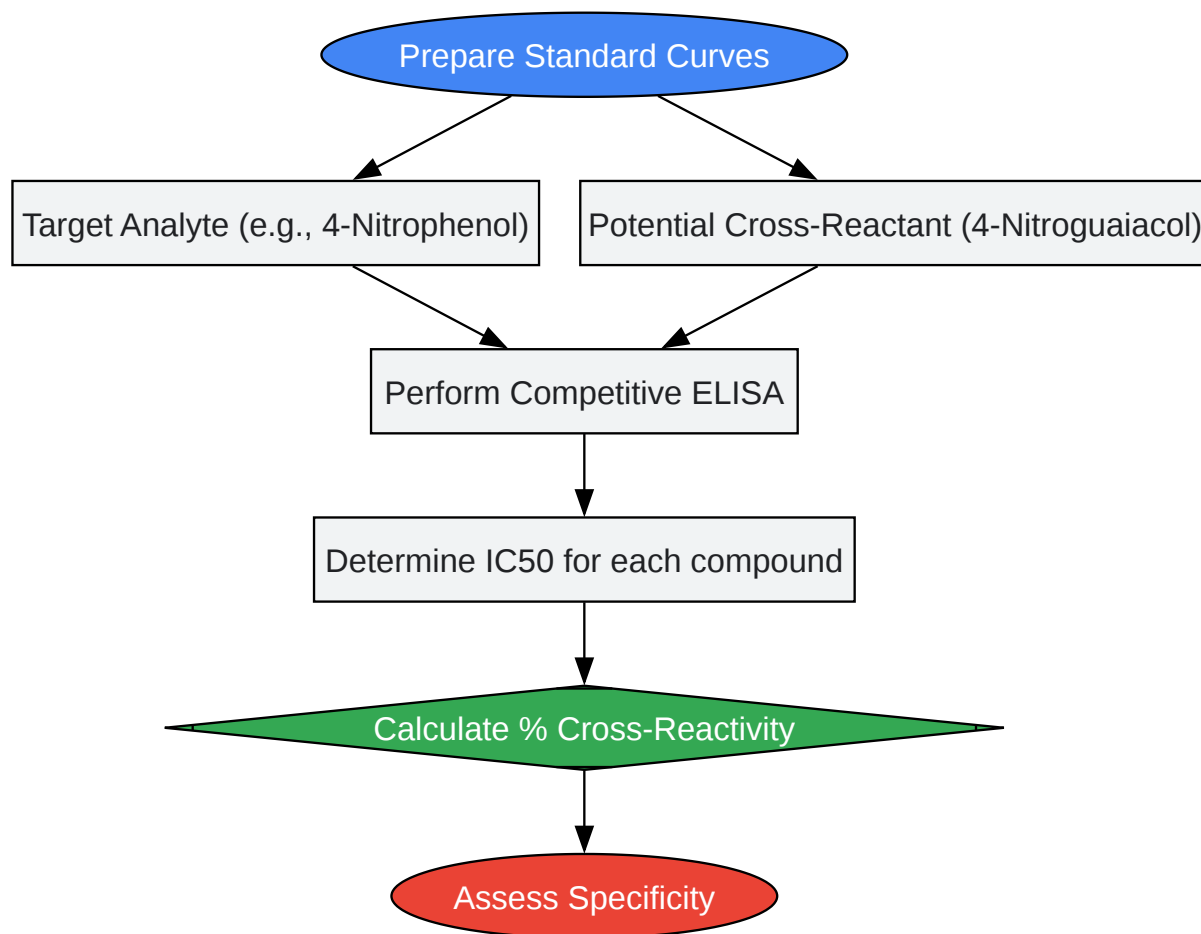 Prepare Standard Curves
Target Analyte (e.g., 4-Nitrophenol)
Potential Cross-Reactant (4-Nitroguaiacol)
Perform Competitive ELISA
Determine IC50 for each compound
Calculate % Cross-Reactivity
Assess Specificity